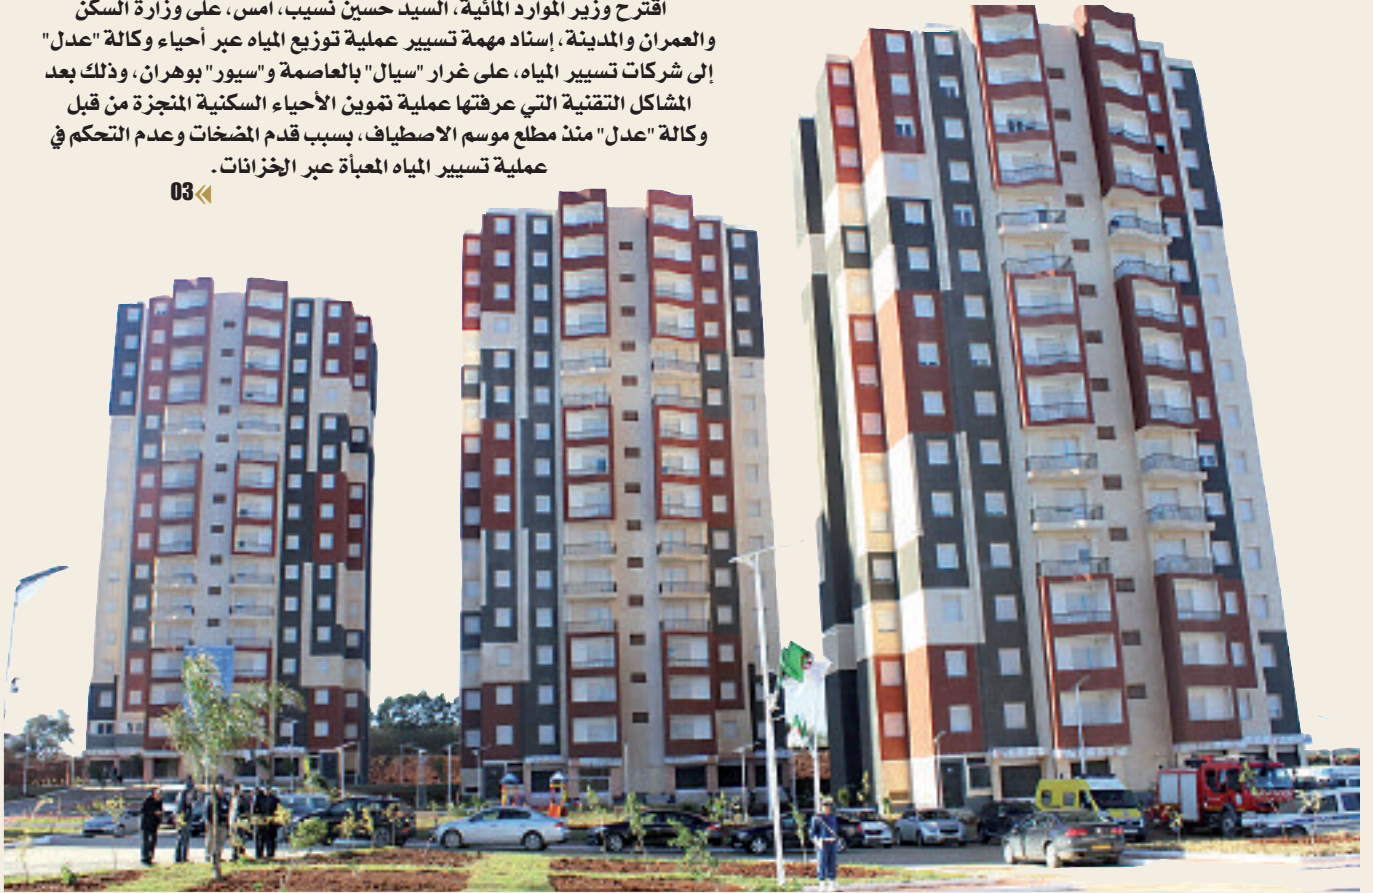 اقترح وزير الموارد المائية، السيد حسين نسيب، أمس، على وزارة السكن
والعمران والمدينة، إسناد مهمة تسيير عملية توزيع المياه عبر أحياء وكالة "عدل"
إلى شركات تسيير المياه، على غرار "سيال" بالعاصمة و"سيور" بوهران، وذلك بعد
المشاكل التقنية التي عرفتها عملية تموين الأحياء السكنية المنجزة من قبل
وكالة "عدل" منذ مطلع موسم الاصطياف، بسبب قدم المضخات وعدم التحكم في
عملية تسيير المياه المعبأة عبر الخزانات.
03